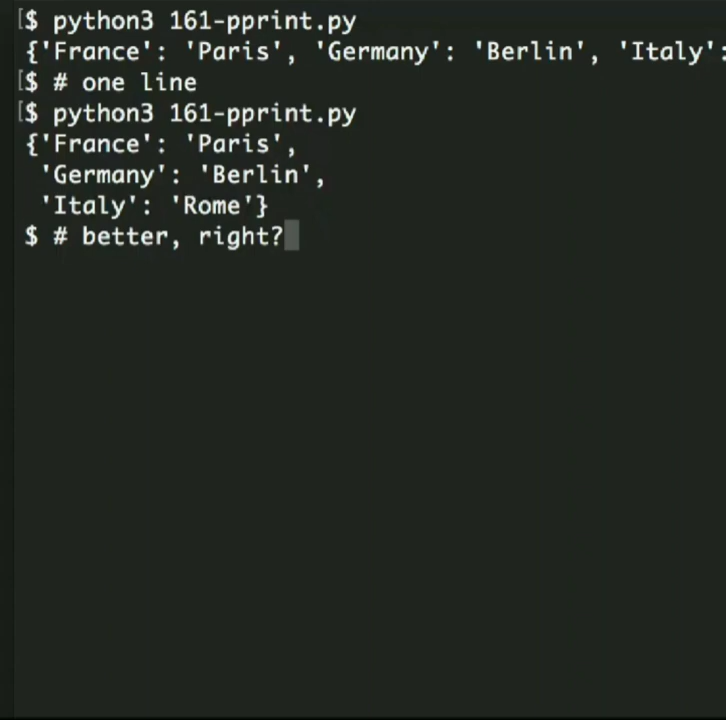 [$ python3 161-pprint.py
{'France': 'Paris', 'Germany': 'Berlin', 'Italy':
[$ # one line
[$ python3 161-pprint.py
{'France': 'Paris',
 'Germany': 'Berlin',
 'Italy': 'Rome'}
$ # better, right?